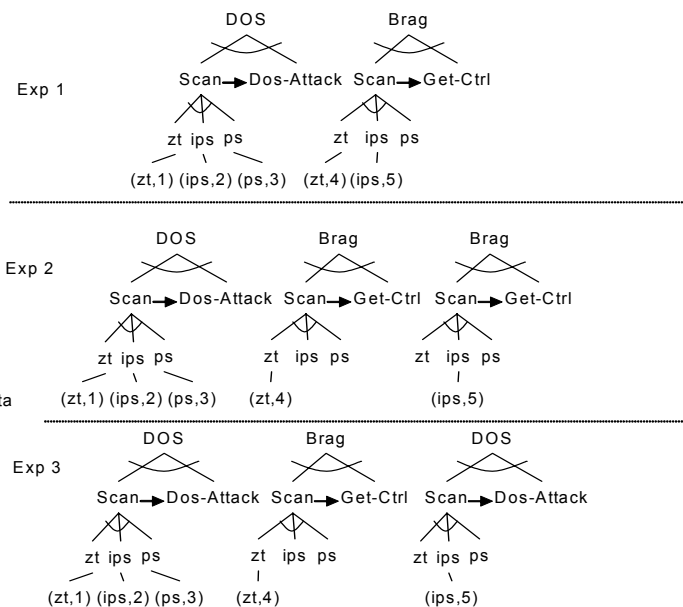 DOS Brag
Exp 1
Scan Dos-Attack Scan Get-Ctrl
zt ips ps zt ips ps
(zt,1) (ips,2) (ps,3) (zt,4) (ips,5)
DOS Brag Brag
Exp 2
Scan Dos-Attack Scan Get-Ctrl Scan Get-Ctrl
zt ips ps zt ips ps zt ips ps
ta (zt,1) (ips,2) (ps,3) (zt,4) (ips,5)
DOS Brag DOS
Exp 3
Scan Dos-Attack Scan Get-Ctrl Scan Dos-Attack
zt ips ps zt ips ps zt ips ps
(zt,1) (ips,2) (ps,3) (zt,4) (ips,5)